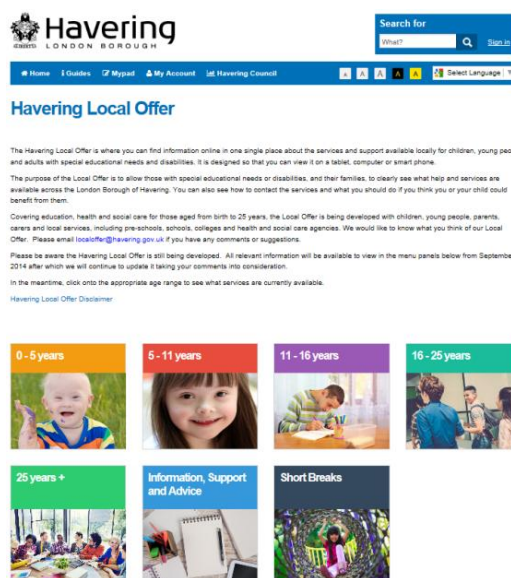 Havering
LONDON BOROUGH
Search for
What?
Sign in
Home Guides Mypad My Account Havering Council
A A A A A Select Language
Havering Local Offer
The Havering Local Offer is where you can find information online in one single place about the services and support available locally for children, young peo
and adults with special educational needs and disabilities. It is designed so that you can view it on a tablet, computer or smart phone.
The purpose of the Local Offer is to allow those with special educational needs or disabilities, and their families, to clearly see what help and services are
available across the London Borough of Havering. You can also see how to contact the services and what you should do if you think you or your child could
benefit from them.
Covering education, health and social care for those aged from birth to 25 years, the Local Offer is being developed with children, young people, parents,
carers and local services, including pre-schools, schools, colleges and health and social care agencies. We would like to know what you think of our Local
Offer. Please email localoffer@havering.gov.uk if you have any comments or suggestions.
Please be aware the Havering Local Offer is still being developed. All relevant information will be available to view in the menu panels below from Septembe
2014 after which we will continue to update it taking your comments into consideration.
In the meantime, click onto the appropriate age range to see what services are currently available.
Havering Local Offer Disclaimer
0 - 5 years
5 - 11 years
11 - 16 years
16 - 25 years
25 years +
Information, Support
and Advice
Short Breaks